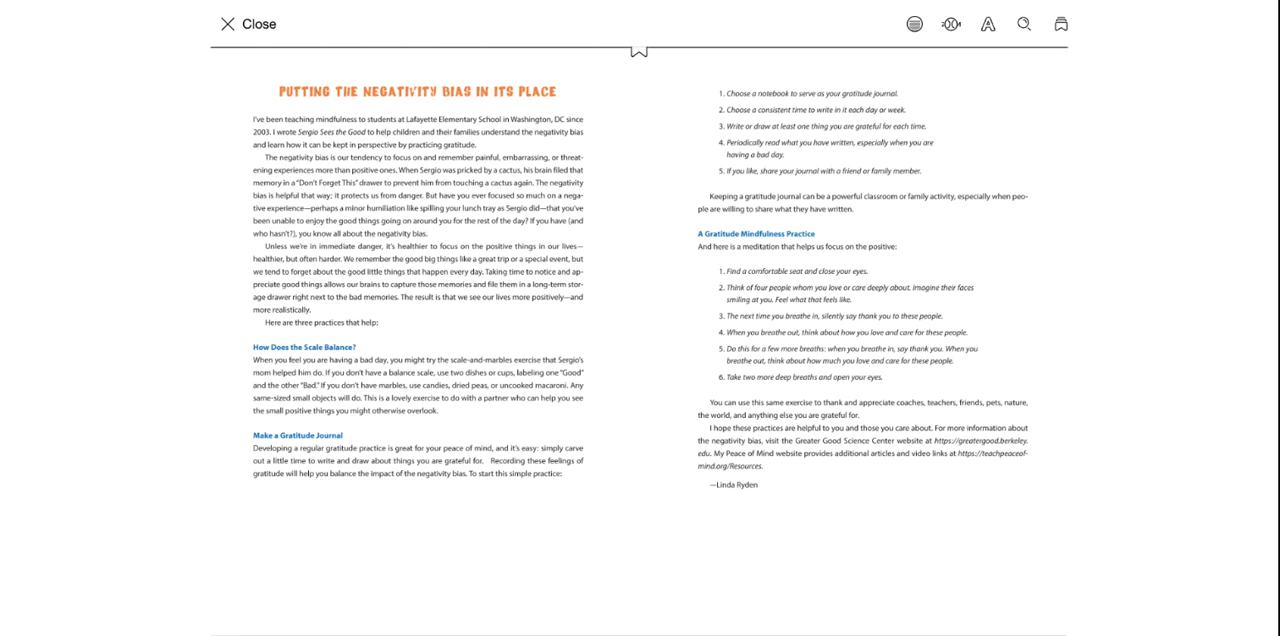 Close
PUTTING THE NEGATIVITY BIAS IN ITS PLACE
I've been teaching mindfulness to students at Lafayette Elementary School in Washington, DC since
2003. I wrote Sergio Sees the Good to help children and their families understand the negativity bias
and learn how it can be kept in perspective by practicing gratitude.
The negativity bias is our tendency to focus on and remember painful, embarrassing, or threat-
ening experiences more than positive ones. When Sergio was pricked by a cactus, his brain filed that
memory in a "Don't Forget This" drawer to prevent him from touching a cactus again. The negativity
bias is helpful that way; it protects us from danger. But have you ever focused so much on a nega-
tive experience—perhaps a minor humiliation like spilling your lunch tray as Sergio did—that you've
been unable to enjoy the good things going on around you for the rest of the day? If you have (and
who hasn't?), you know all about the negativity bias.
Unless we're in immediate danger, it's healthier to focus on the positive things in our lives—
healthier, but often harder. We remember the good big things like a great trip or a special event, but
we tend to forget about the good little things that happen every day. Taking time to notice and ap-
preciate good things allows our brains to capture those memories and file them in a long-term stor-
age drawer right next to the bad memories. The result is that we see our lives more positively—and
more realistically.
Here are three practices that help:
How Does the Scale Balance?
When you feel you are having a bad day, you might try the scale-and-marbles exercise that Sergio's
mom helped him do. If you don't have a balance scale, use two dishes or cups, labeling one "Good"
and the other "Bad." If you don't have marbles, use candies, dried peas, or uncooked macaroni. Any
same-sized small objects will do. This is a lovely exercise to do with a partner who can help you see
the small positive things you might otherwise overlook.
Make a Gratitude Journal
Developing a regular gratitude practice is great for your peace of mind, and it's easy: simply carve
out a little time to write and draw about things you are grateful for. Recording these feelings of
gratitude will help you balance the impact of the negativity bias. To start this simple practice:
1. Choose a notebook to serve as your gratitude journal.
2. Choose a consistent time to write in it each day or week.
3. Write or draw at least one thing you are grateful for each time.
4. Periodically read what you have written, especially when you are
having a bad day.
5. If you like, share your journal with a friend or family member.
Keeping a gratitude journal can be a powerful classroom or family activity, especially when peo-
ple are willing to share what they have written.
A Gratitude Mindfulness Practice
And here is a meditation that helps us focus on the positive:
1. Find a comfortable seat and close your eyes.
2. Think of four people whom you love or care deeply about. Imagine their faces
smiling at you. Feel what that feels like.
3. The next time you breathe in, silently say thank you to these people.
4. When you breathe out, think about how you love and care for these people.
5. Do this for a few more breaths: when you breathe in, say thank you. When you
breathe out, think about how much you love and care for these people.
6. Take two more deep breaths and open your eyes.
You can use this same exercise to thank and appreciate coaches, teachers, friends, pets, nature,
the world, and anything else you are grateful for.
I hope these practices are helpful to you and those you care about. For more information about
the negativity bias, visit the Greater Good Science Center website at https://greatergood.berkeley.
edu. My Peace of Mind website provides additional articles and video links at https://teachpeaceof-
mind.org/Resources.
—Linda Ryden